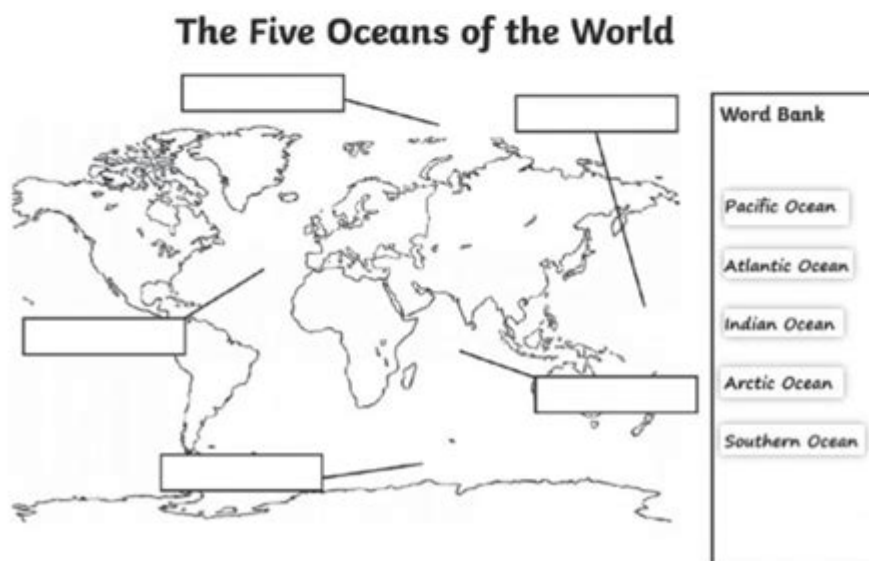 The Five Oceans of the World
Word Bank
Pacific Ocean
Atlantic Ocean
Indian Ocean
Arctic Ocean
Southern Ocean